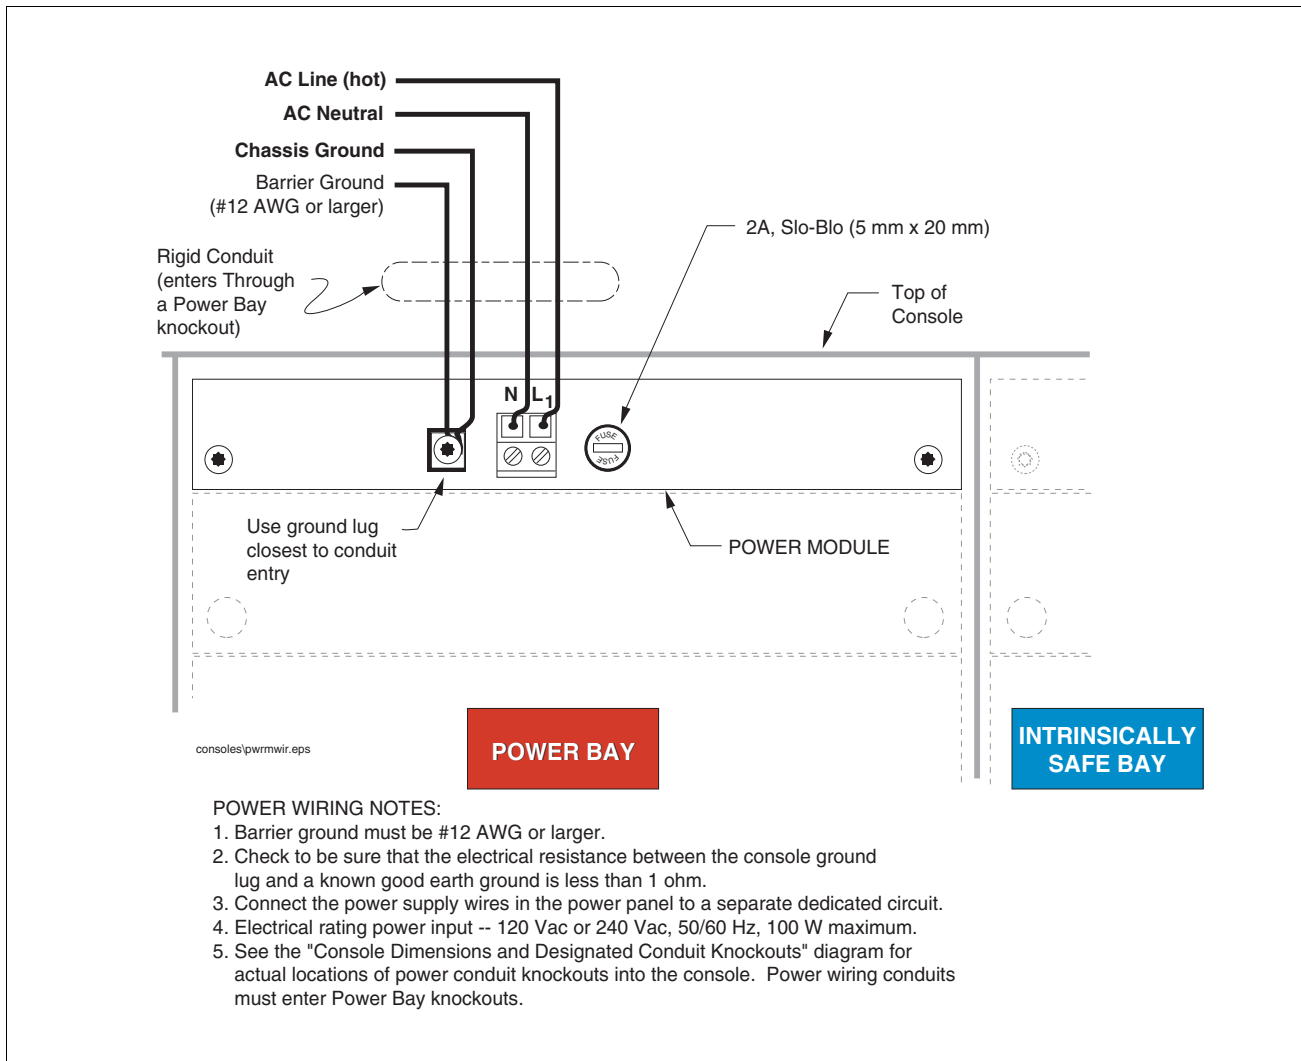 AC Line (hot)
AC Neutral
Chassis Ground
Barrier Ground
(#12 AWG or larger)
2A, Slo-Blo (5 mm x 20 mm)
Rigid Conduit
(enters Through
a Power Bay
knockout)
Top of
Console
N L1
FUSE
FUSE
Use ground lug
closest to conduit
entry
POWER MODULE
consoles\pwrmwir.eps
POWER BAY
INTRINSICALLY
SAFE BAY
POWER WIRING NOTES:
1. Barrier ground must be #12 AWG or larger.
2. Check to be sure that the electrical resistance between the console ground
lug and a known good earth ground is less than 1 ohm.
3. Connect the power supply wires in the power panel to a separate dedicated circuit.
4. Electrical rating power input -- 120 Vac or 240 Vac, 50/60 Hz, 100 W maximum.
5. See the "Console Dimensions and Designated Conduit Knockouts" diagram for
actual locations of power conduit knockouts into the console. Power wiring conduits
must enter Power Bay knockouts.